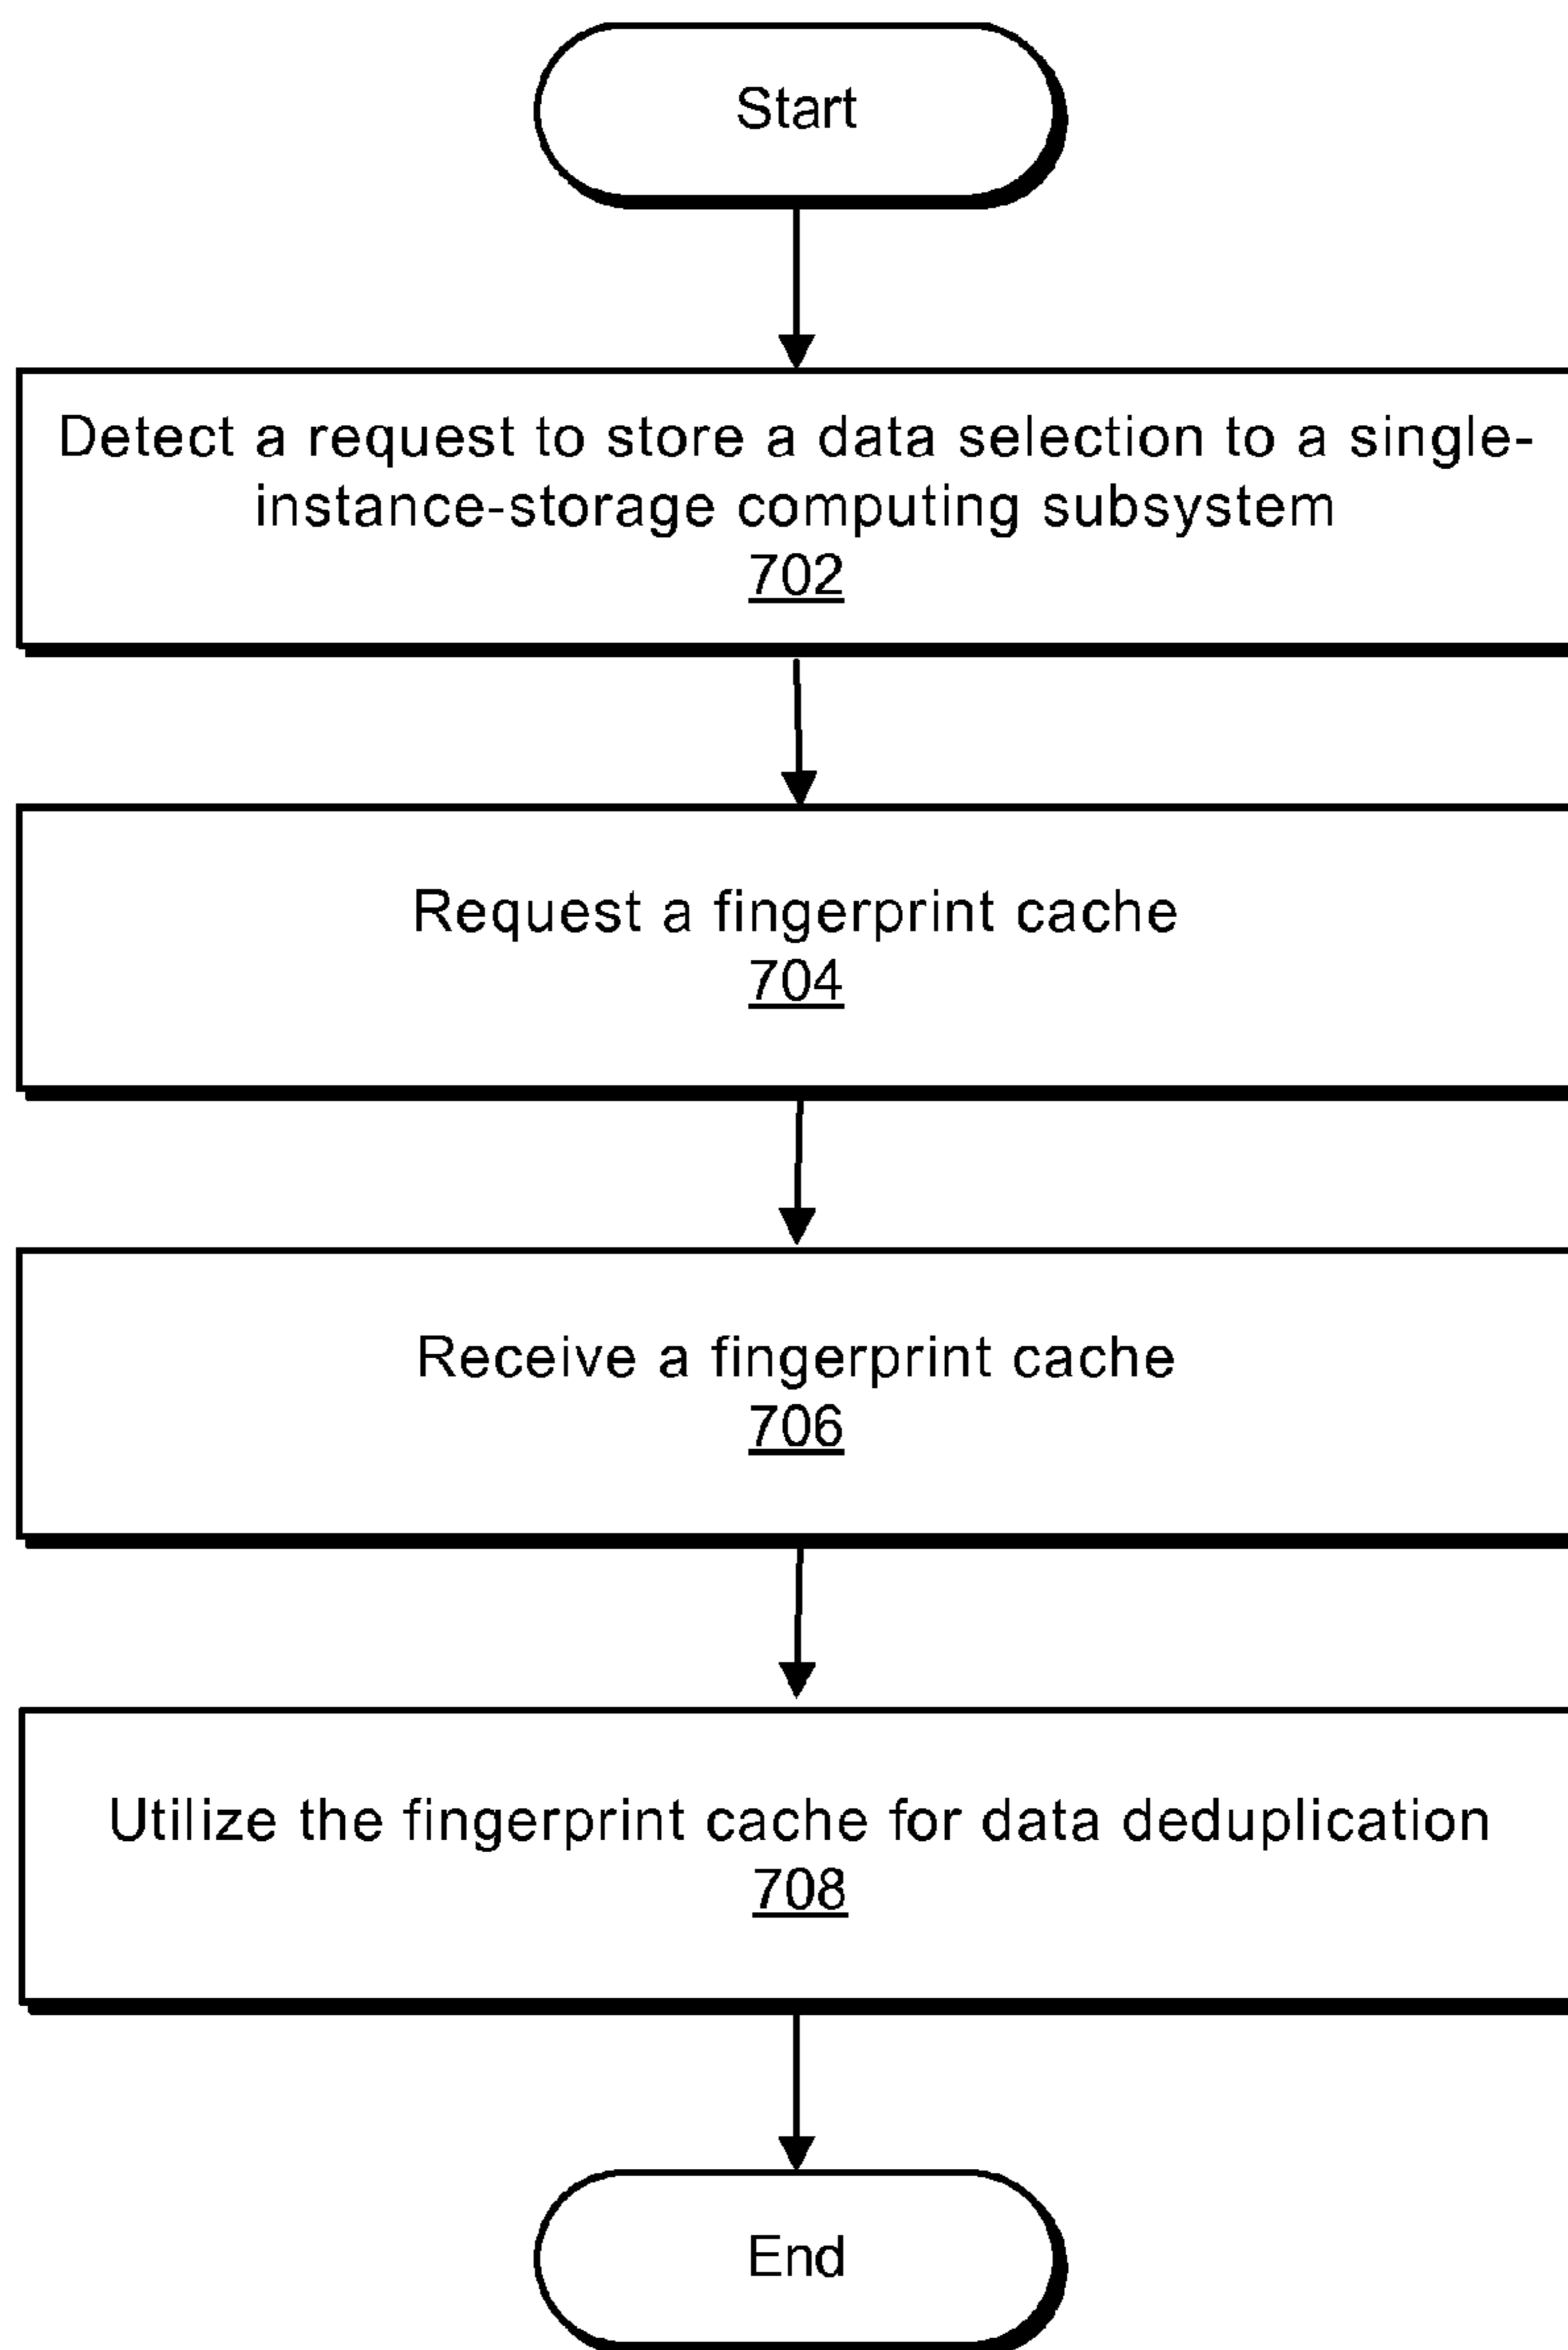 Start
Detect a request to store a data selection to a single-
instance-storage computing subsystem
702
Request a fingerprint cache
704
Receive a fingerprint cache
706
Utilize the fingerprint cache for data deduplication
708
End